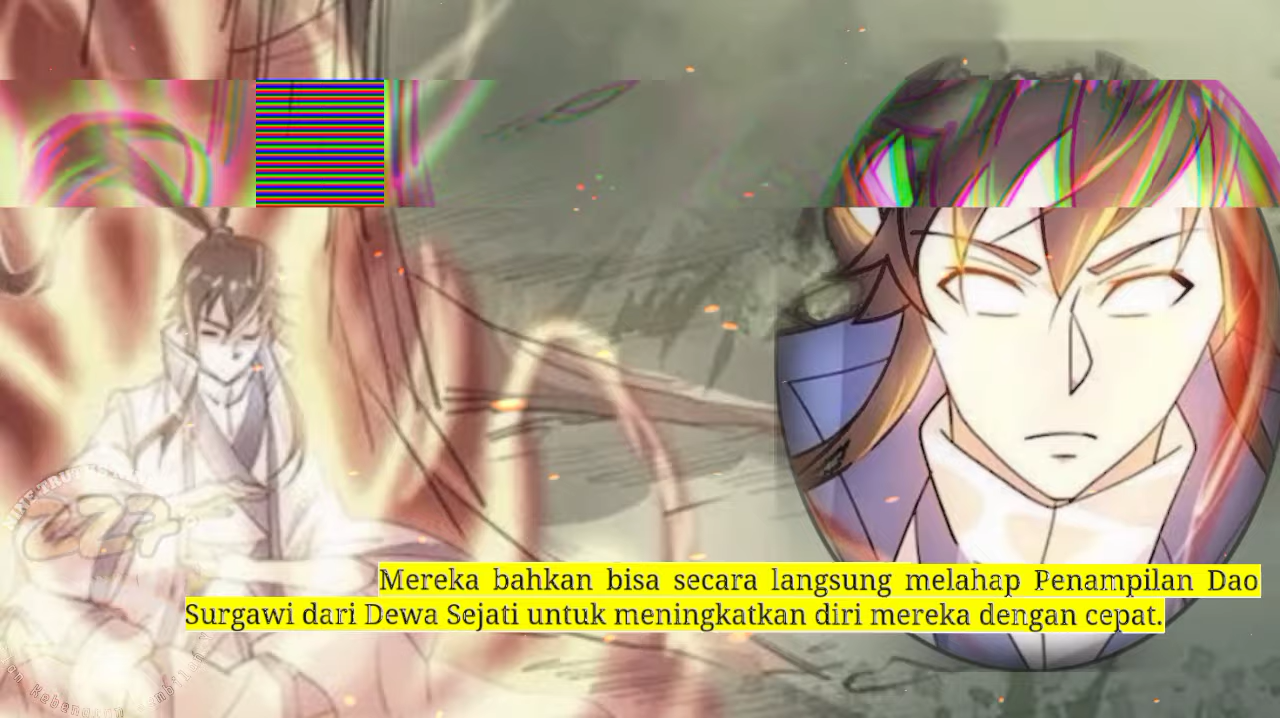 Mereka bahkan bisa secara langsung melahap Penampilan Dao
Surgawi dari Dewa Sejati untuk meningkatkan diri mereka dengan cepat.